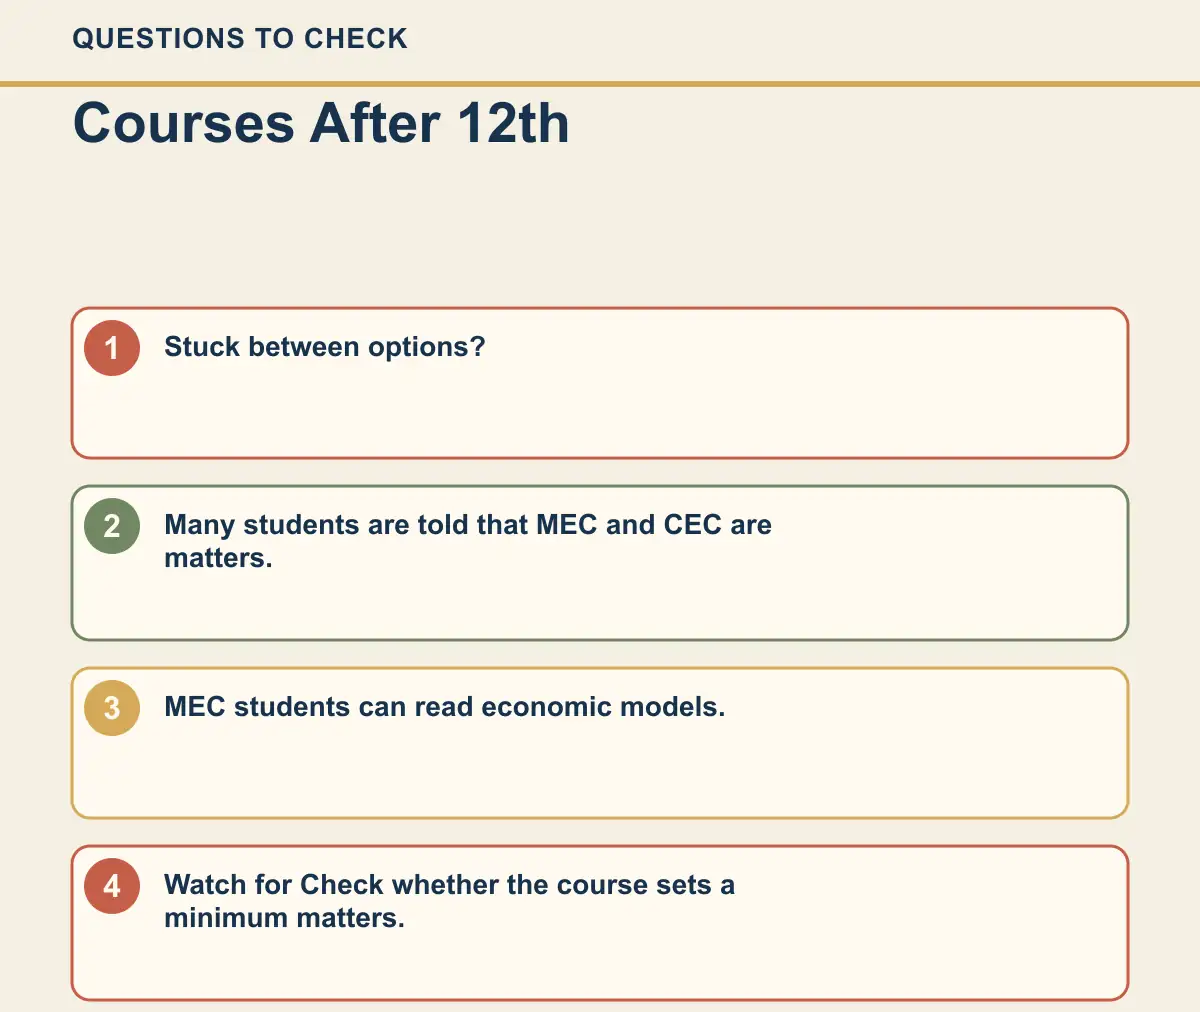 QUESTIONS TO CHECK
Courses After 12th
1
Stuck between options?
2
Many students are told that MEC and CEC are
matters.
3
MEC students can read economic models.
4
Watch for Check whether the course sets a
minimum matters.